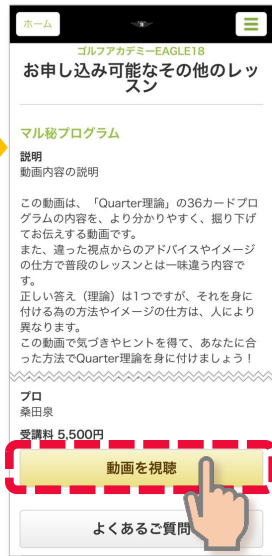 ホーム
ゴルフアカデミーEAGLE18
お申し込み可能なその他のレッ
スン
マル秘プログラム
説明
動画内容の説明
この動画は、「Quarter理論」の36カードプロ
グラムの内容を、より分かりやすく、掘り下げ
てお伝えする動画です。
また、違った視点からのアドバイスやイメージ
の仕方で普段のレッスンとは一味違う内容で
す。
正しい答え（理論）は1つですが、それを身に
付ける為の方法やイメージの仕方は、人により
異なります。
この動画で気づきやヒントを得て、あなたに合
った方法でQuarter理論を身に付けましょう！
プロ
桑田泉
受講料 5,500円
動画を視聴
よくあるご質問